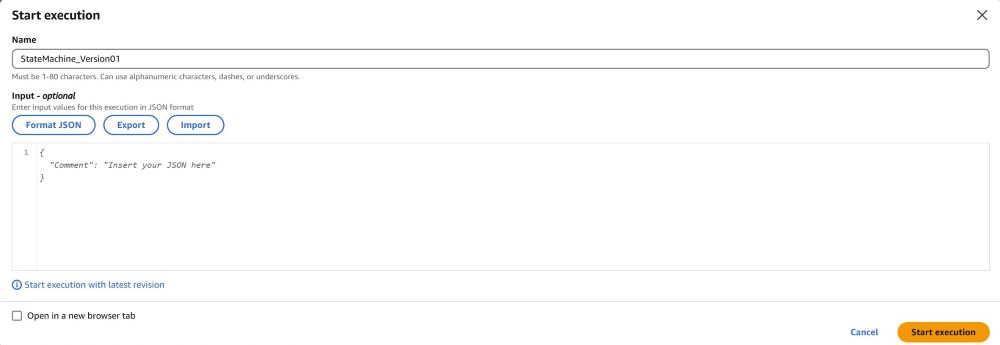 Start execution
Name
StateMachine_Version01
Must be 1-80 characters. Can use alphanumeric characters, dashes, or underscores.
Input - optional
Enter input values for this execution in JSON format
Format JSON Export Import
1 {
"Comment": "Insert your JSON here"
}
Start execution with latest revision
Open in a new browser tab
Cancel Start execution